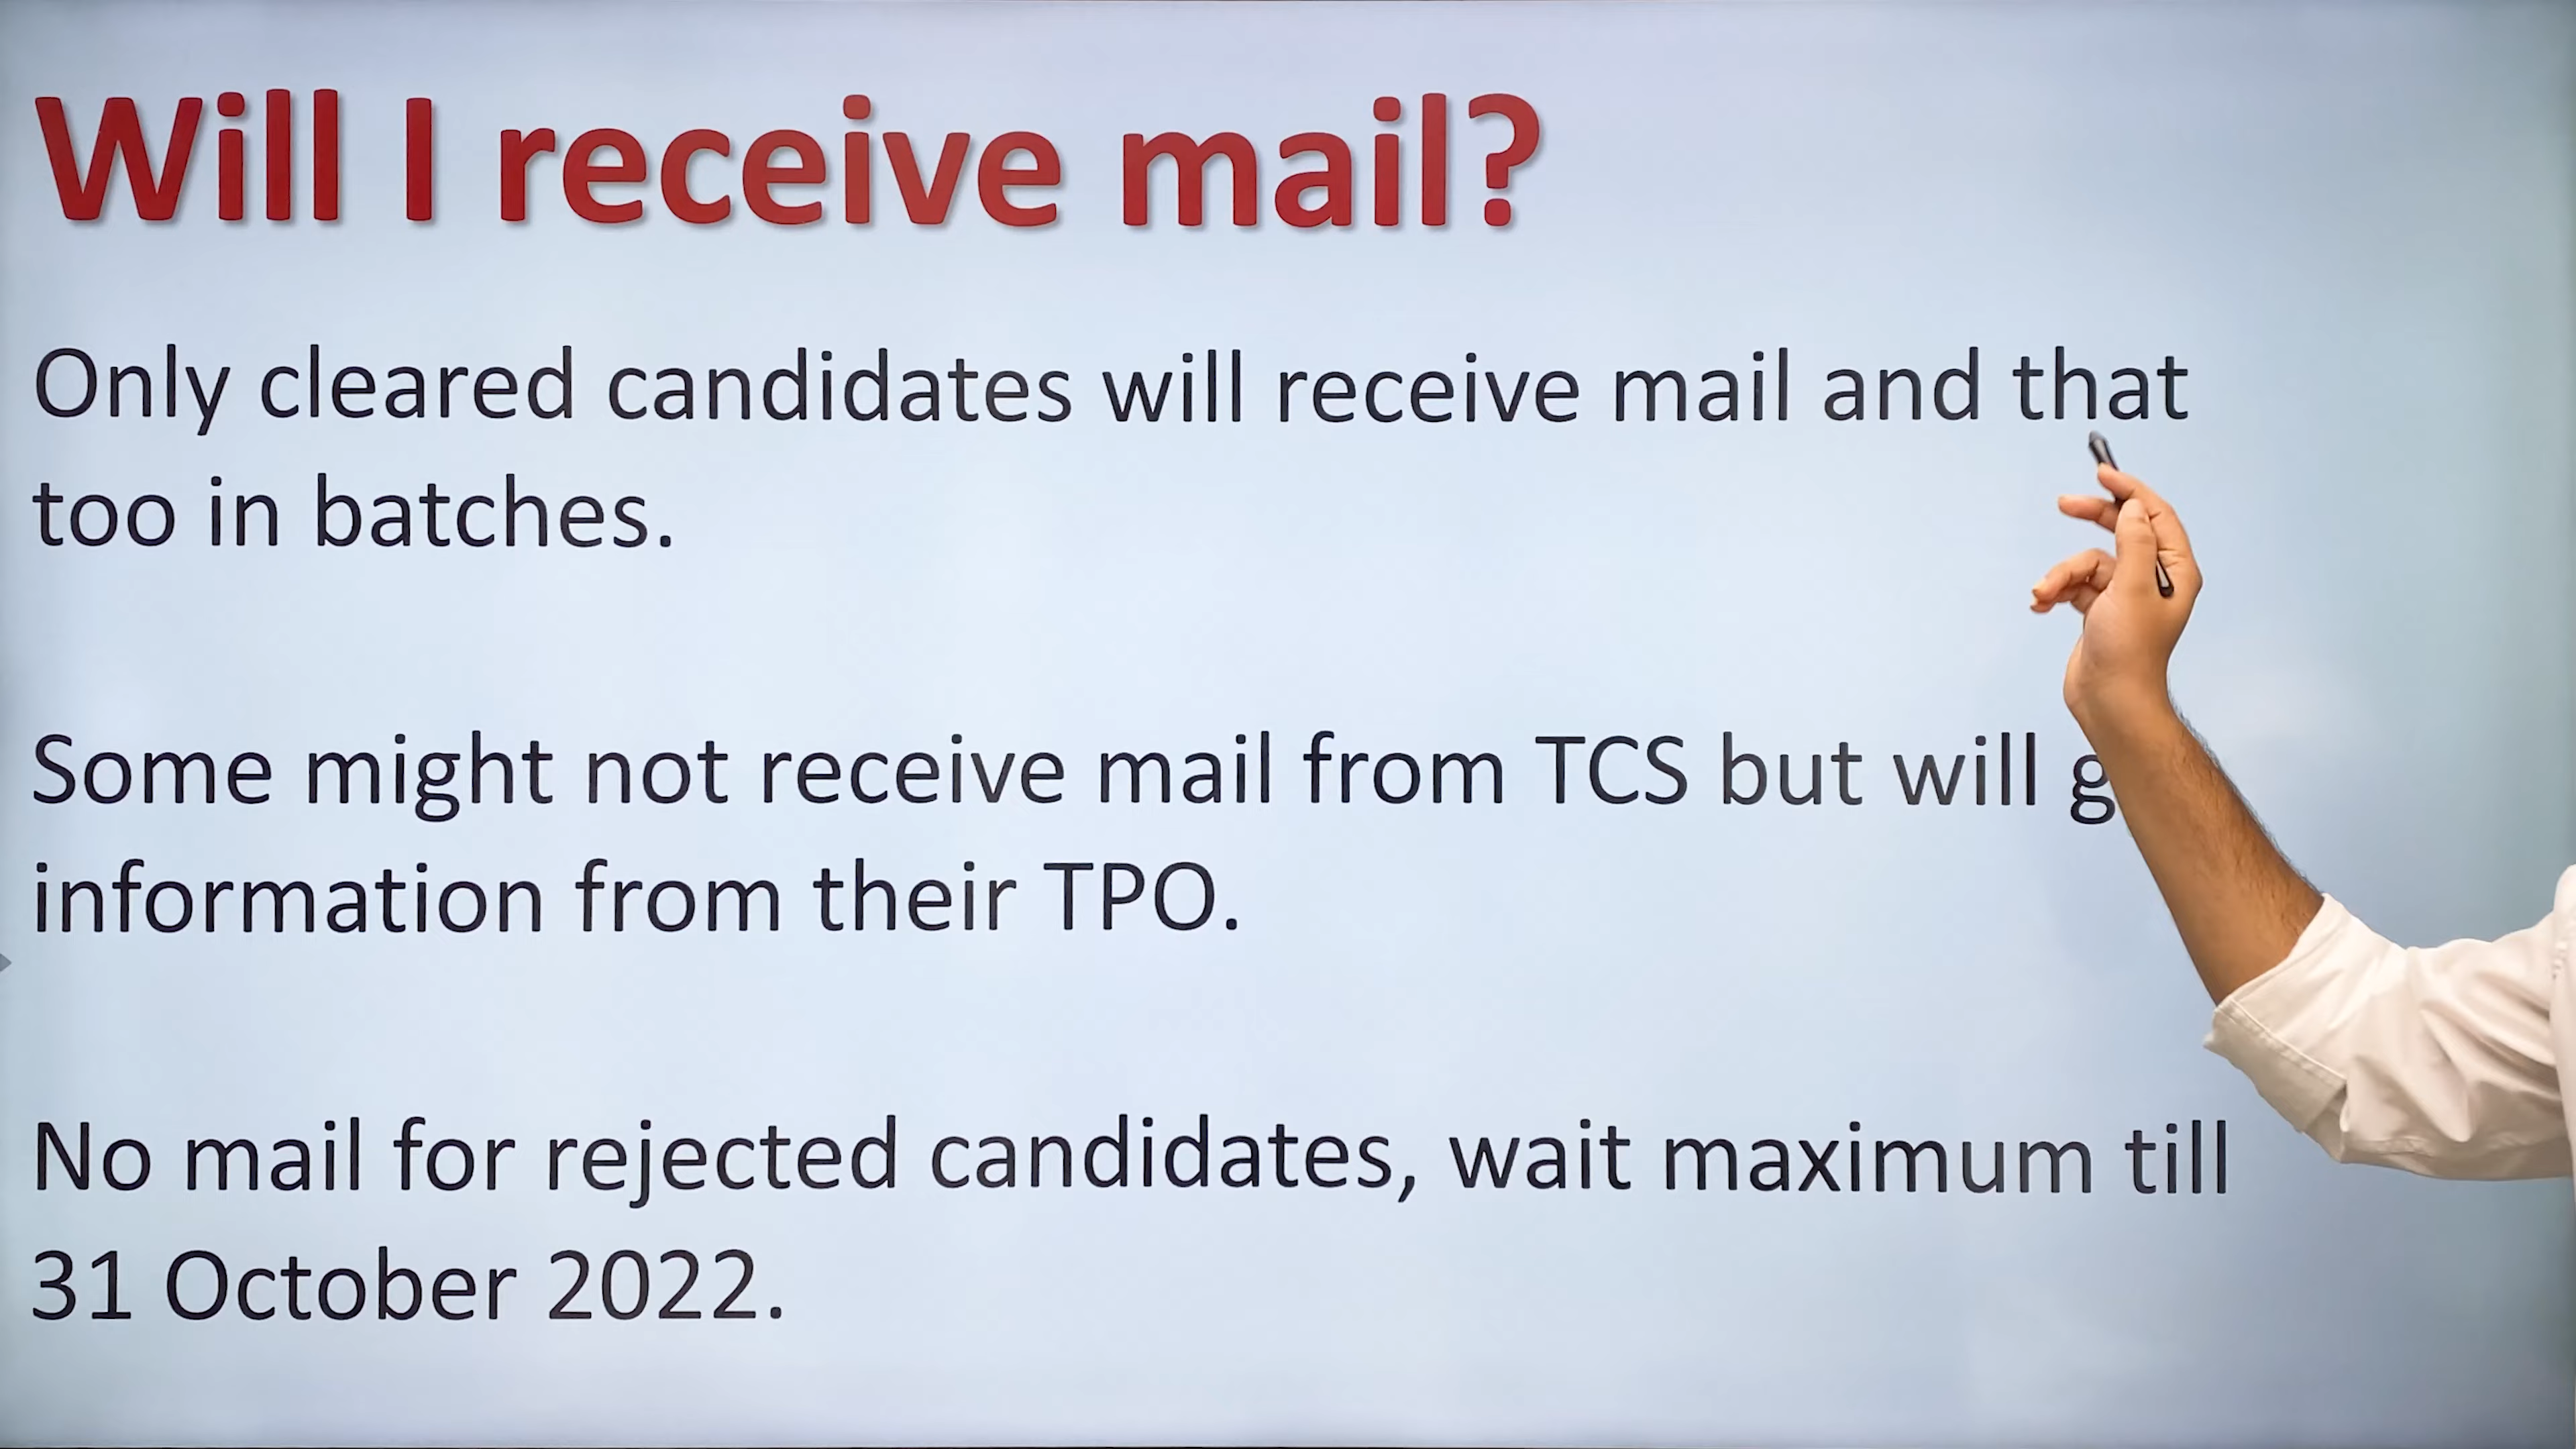 Will I receive mail?
Only cleared candidates will receive mail and that
too in batches.
Some might not receive mail from TCS but will
information from their TPO.
No mail for rejected candidates, wait maximum till
31 October 2022.